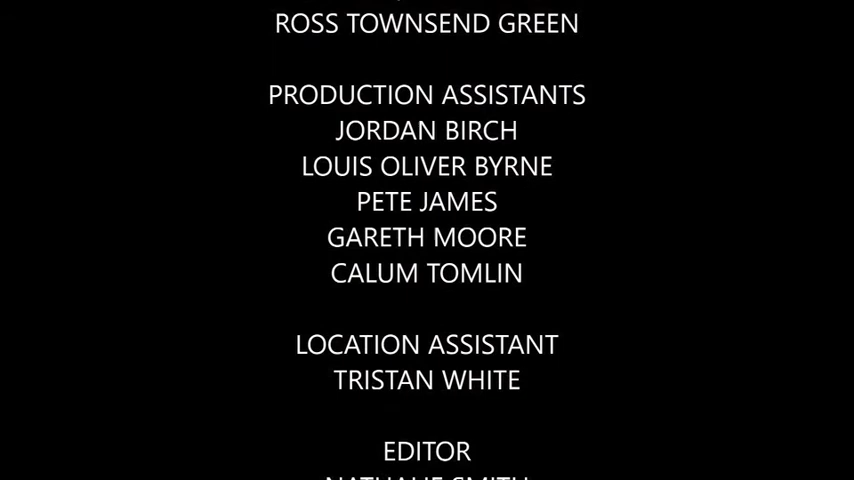 ROSS TOWNSEND GREEN
PRODUCTION ASSISTANTS
JORDAN BIRCH
LOUIS OLIVER BYRNE
PETE JAMES
GARETH MOORE
CALUM TOMLIN
LOCATION ASSISTANT
TRISTAN WHITE
EDITOR
SMITH